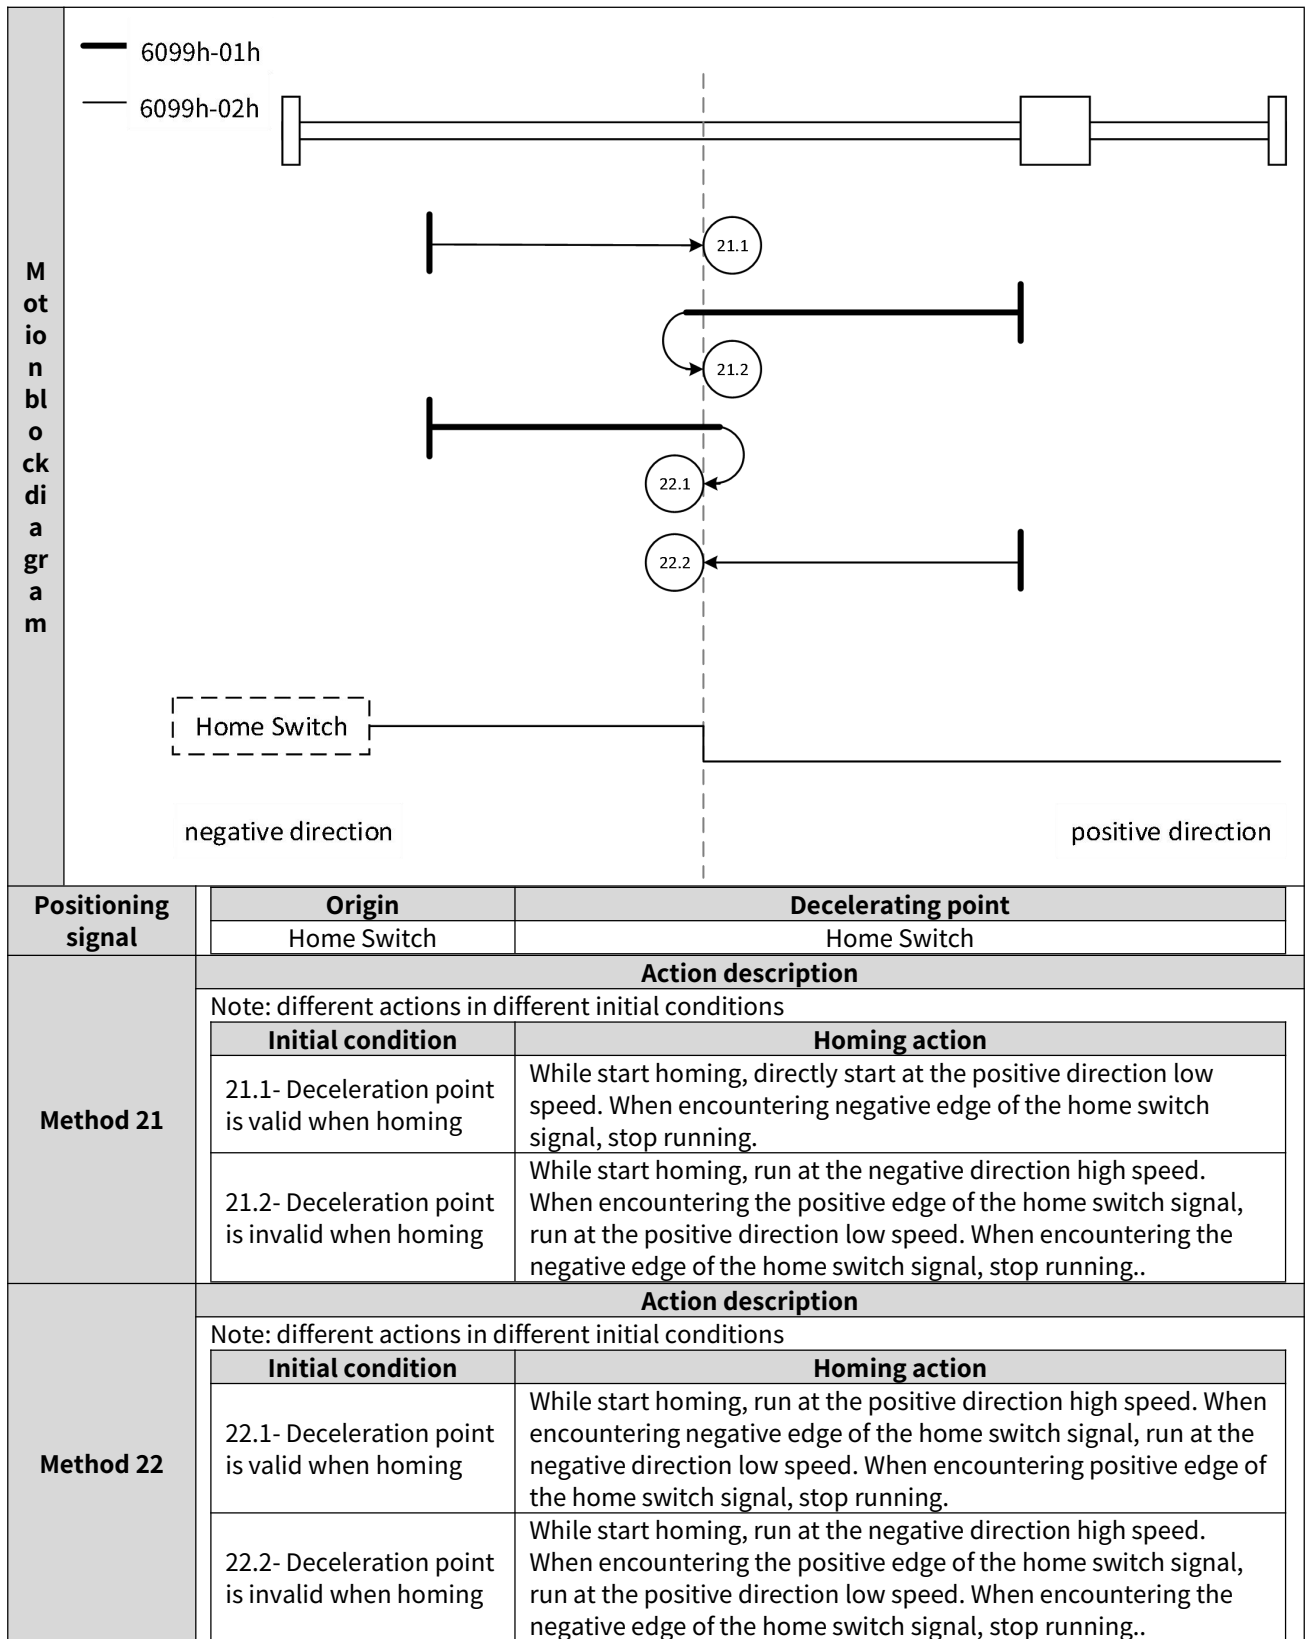 6099h-01h
6099h-02h
21.1
21.2
22.1
22.2
Home Switch
negative direction
positive direction
M
ot
io
n
bl
o
ck
di
a
gr
a
m
Positioning
signal
Origin
Decelerating point
Home Switch
Home Switch
Method 21
Action description
Note: different actions in different initial conditions
Initial condition
Homing action
21.1- Deceleration point
is valid when homing
While start homing, directly start at the positive direction low
speed. When encountering negative edge of the home switch
signal, stop running.
21.2- Deceleration point
is invalid when homing
While start homing, run at the negative direction high speed.
When encountering the positive edge of the home switch signal,
run at the positive direction low speed. When encountering the
negative edge of the home switch signal, stop running..
Method 22
Action description
Note: different actions in different initial conditions
Initial condition
Homing action
22.1- Deceleration point
is valid when homing
While start homing, run at the positive direction high speed. When
encountering negative edge of the home switch signal, run at the
negative direction low speed. When encountering positive edge of
the home switch signal, stop running.
22.2- Deceleration point
is invalid when homing
While start homing, run at the negative direction high speed.
When encountering the positive edge of the home switch signal,
run at the positive direction low speed. When encountering the
negative edge of the home switch signal, stop running..